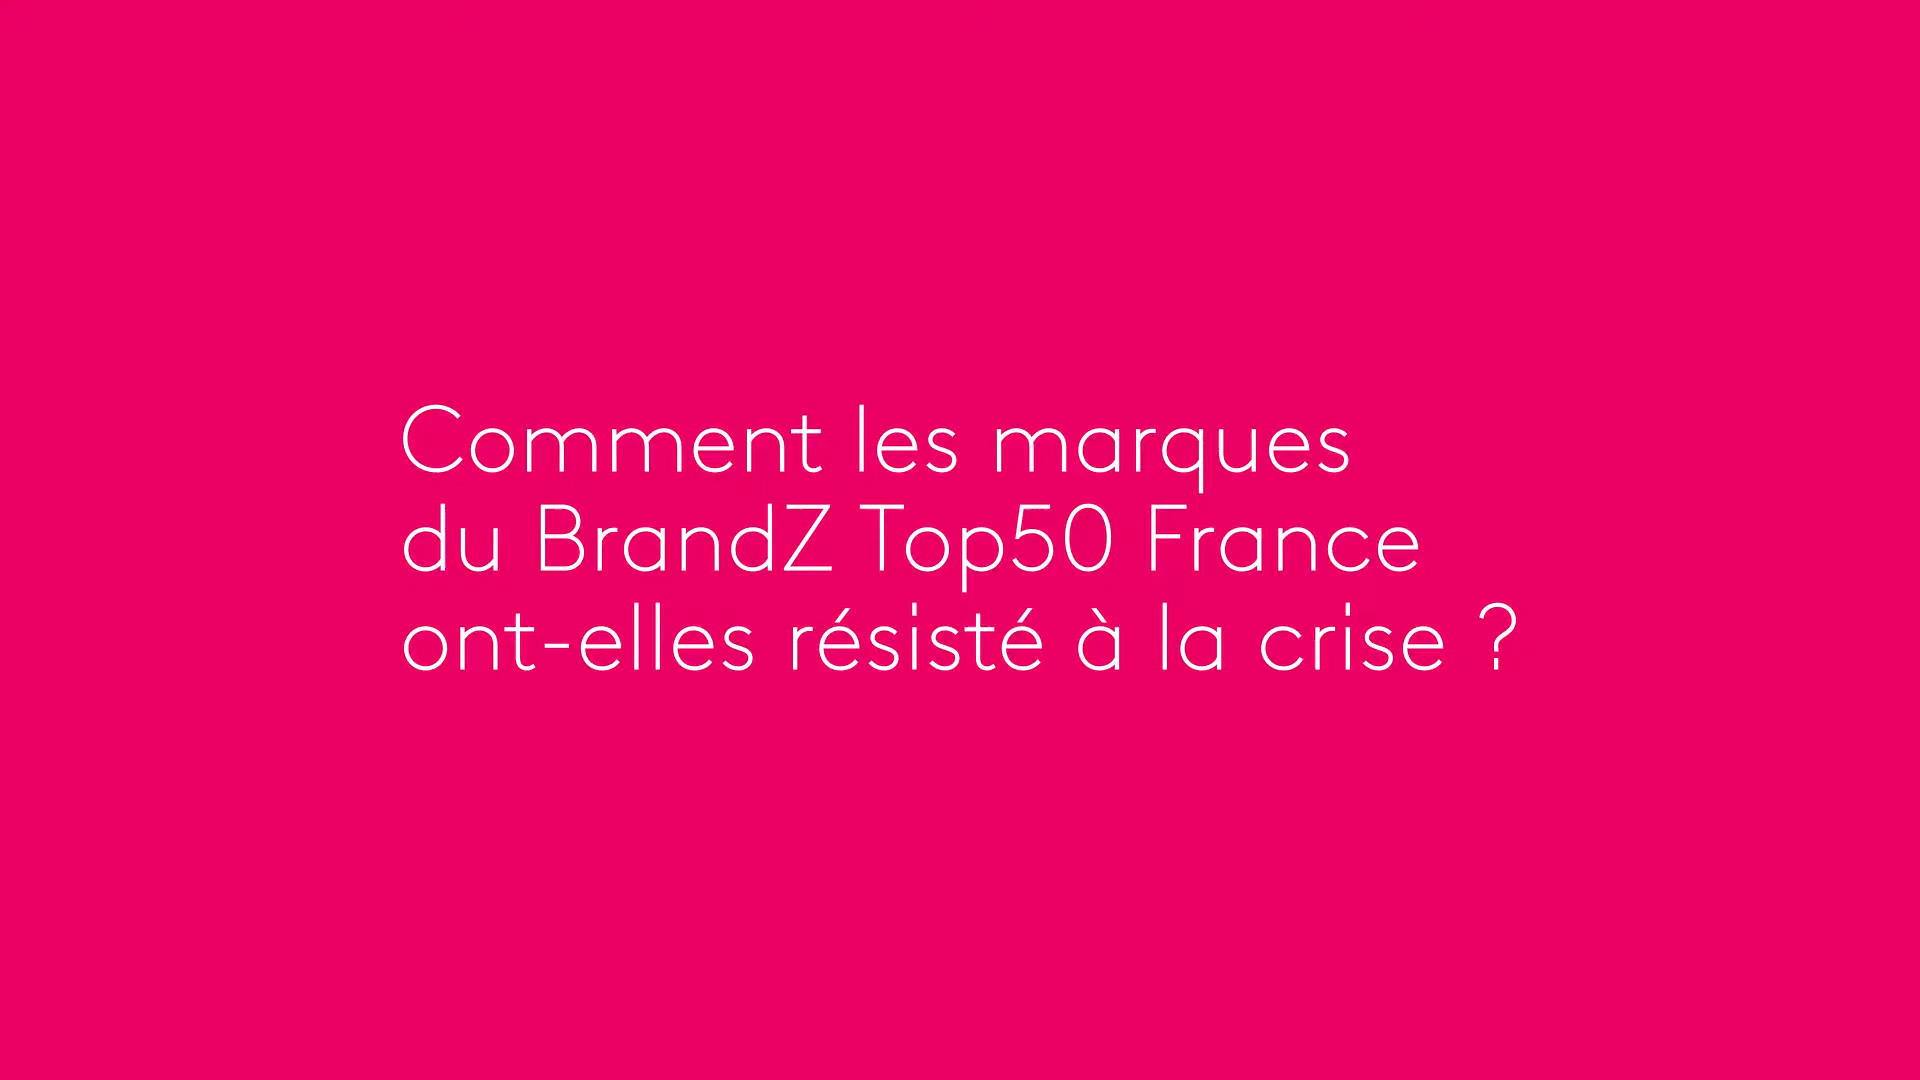 Comment les marques
du BrandZ Top50 France
ont-elles résisté à la crise ?